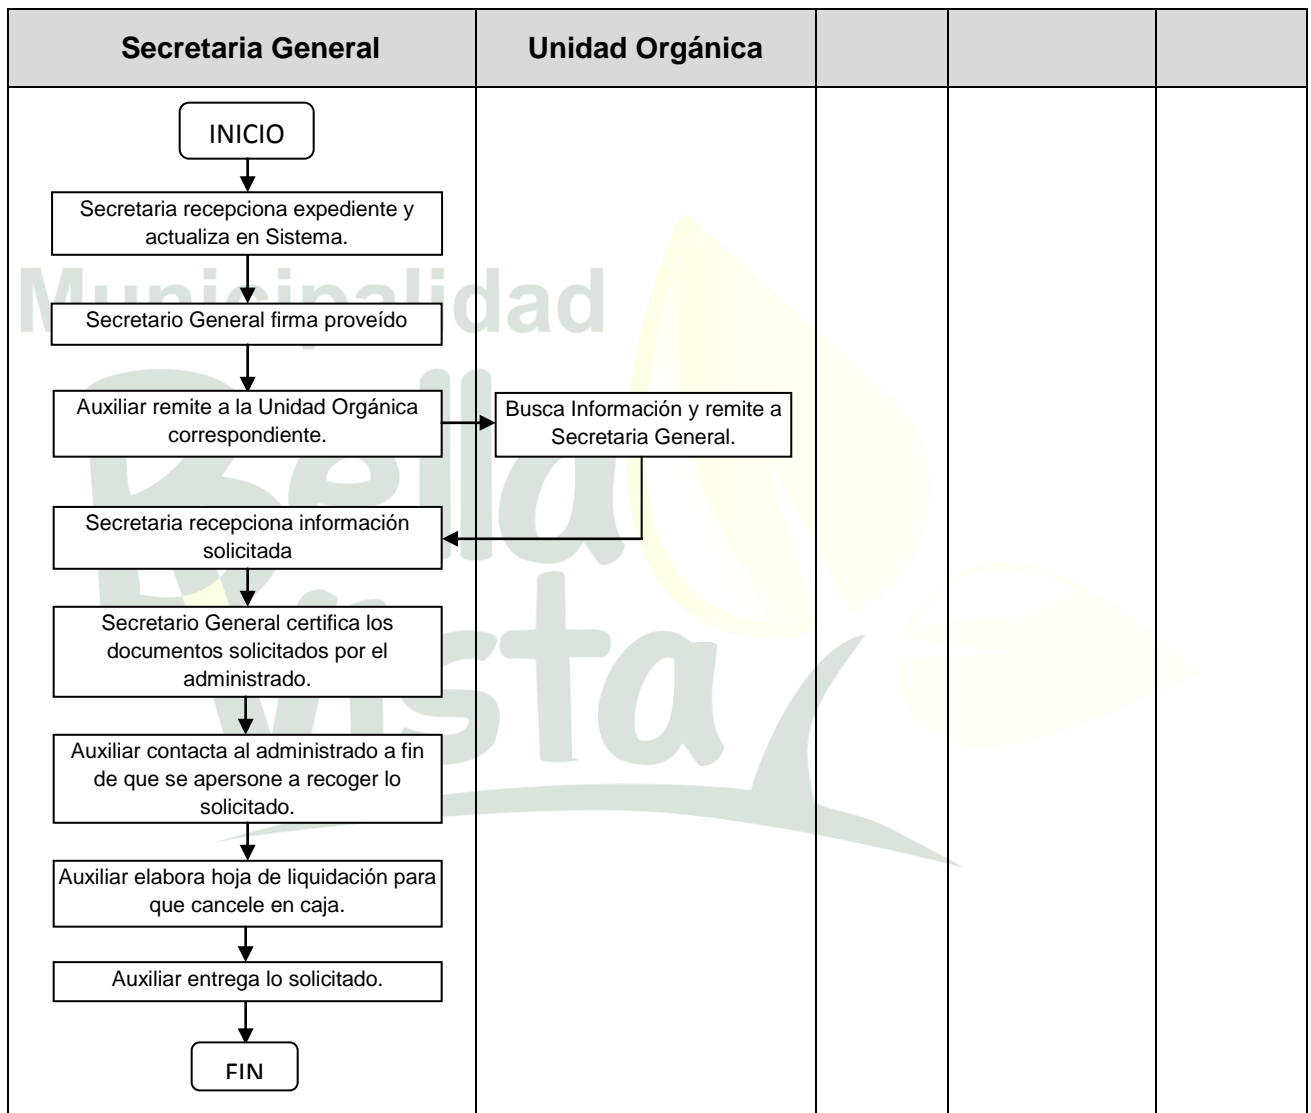 Secretaria General
Unidad Orgánica
INICIO
Secretaria recepciona expediente y
actualiza en Sistema.
Municipalidad
Secretario General firma proveído
Auxiliar remite a la Unidad Orgánica
correspondiente.
Busca Información y remite a
Secretaria General.
Bella
Secretaria recepciona información
solicitada
Vista
Secretario General certifica los
documentos solicitados por el
administrado.
Auxiliar contacta al administrado a fin
de que se apersone a recoger lo
solicitado.
Auxiliar elabora hoja de liquidación para
que cancele en caja.
Auxiliar entrega lo solicitado.
FIN